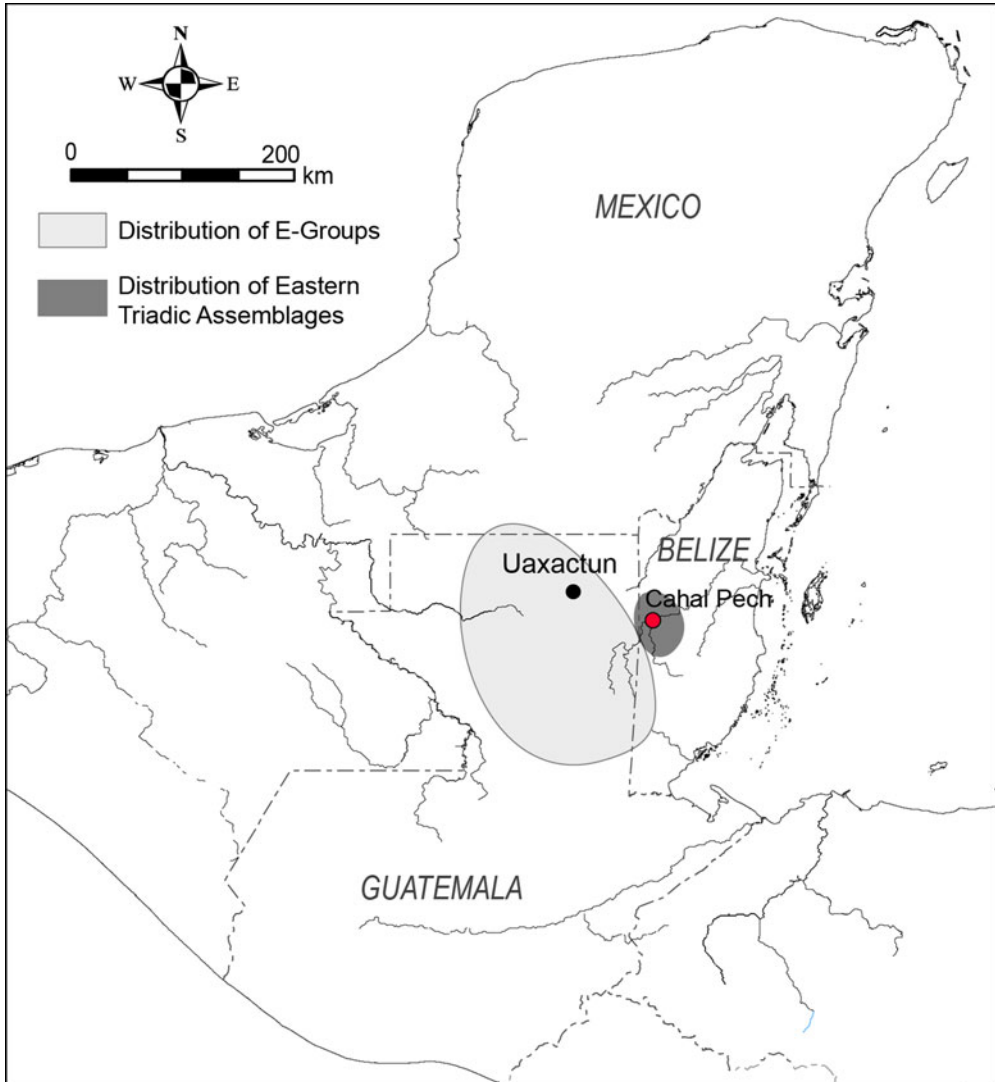 N
W E
S
0 200
km
MEXICO
Distribution of E-Groups
Distribution of Eastern
Triadic Assemblages
BELIZE
Uaxactun
Cahal Pech
GUATEMALA